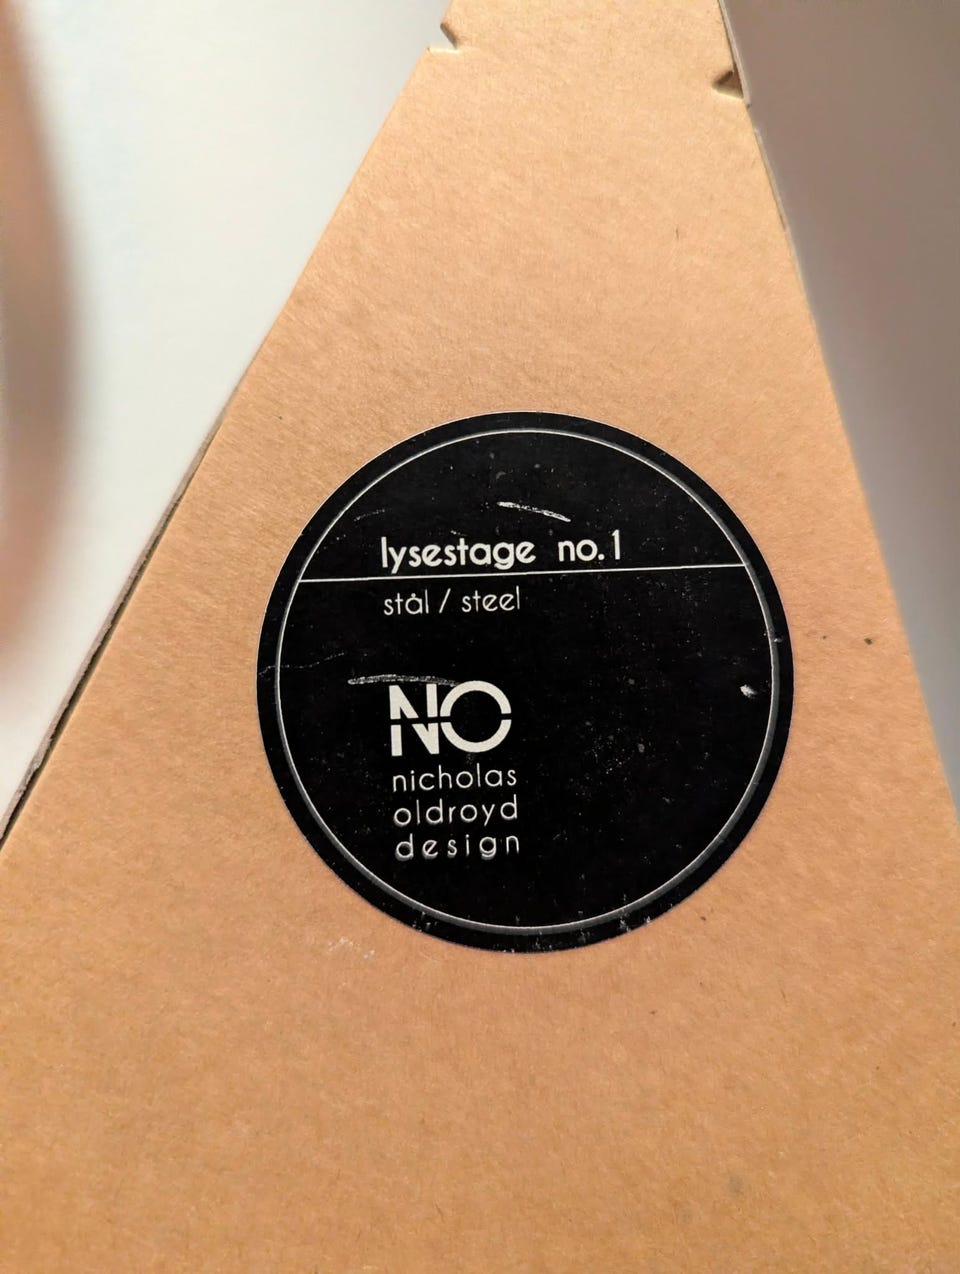 lysestage no.1
stål / steel
NO
nicholas
oldroyd
design